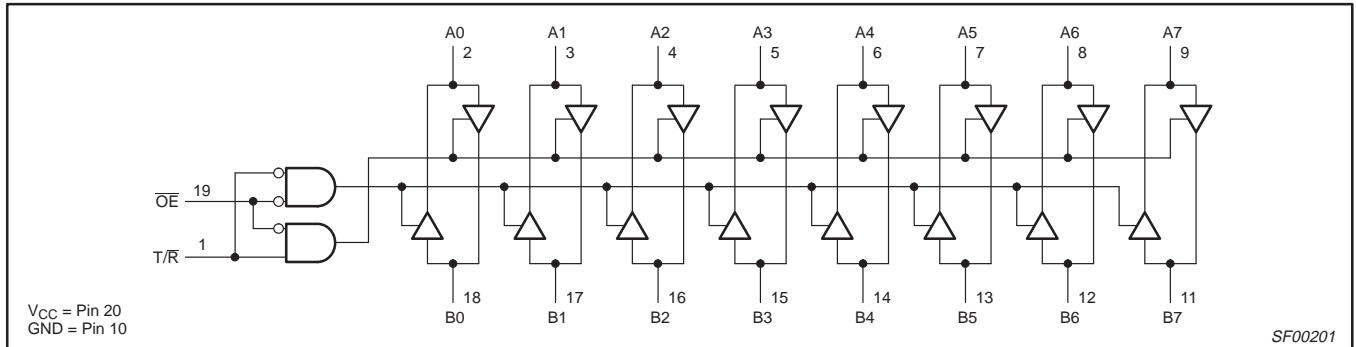 A0 A1 A2 A3 A4 A5 A6 A7
2 3 4 5 6 7 8 9
OE 19
T/R 1
18 17 16 15 14 13 12 11
B0 B1 B2 B3 B4 B5 B6 B7
VCC = Pin 20
GND = Pin 10
SF00201